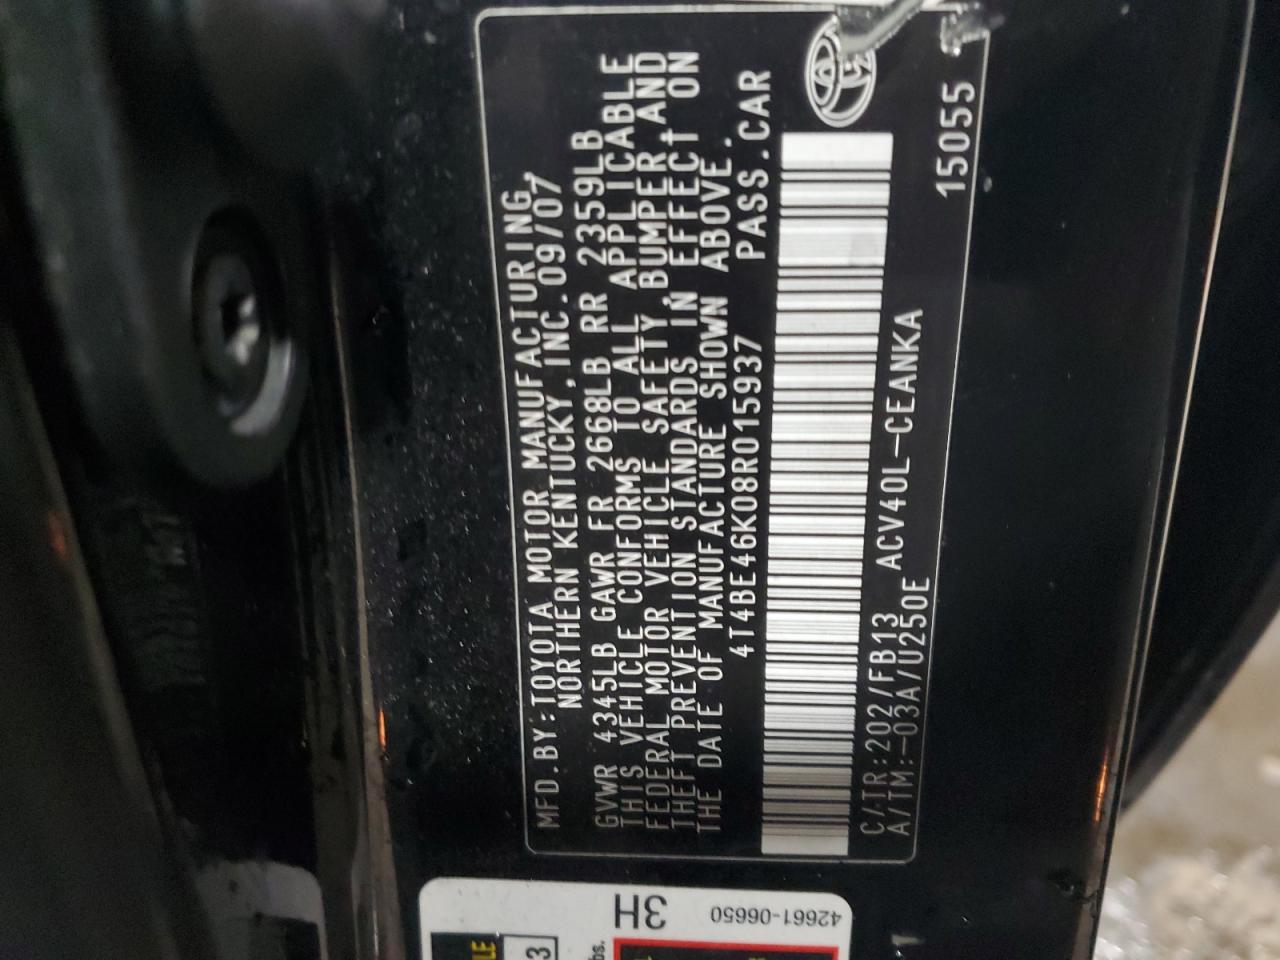 MFD.BY:TOYOTA MOTOR MANUFACTURING,
NORTHERN KENTUCKY,INC.09/07
GVWR 4345LB GAWR FR 2668LB RR 2359LB
THIS VEHICLE CONFORMS TO ALL APPLICABLE
FEDERAL MOTOR VEHICLE SAFETY,BUMPER,AND
THEFT PREVENTION STANDARDS IN EFFECT ON
THE DATE OF MANUFACTURE SHOWN ABOVE.
4T4BE46K08R015937 PASS.CAR
C/TR:202/FB13 ACV40L-CEANKA
A/TM:-03A/U250E 15055
42661-06650
3H
lbs.
3